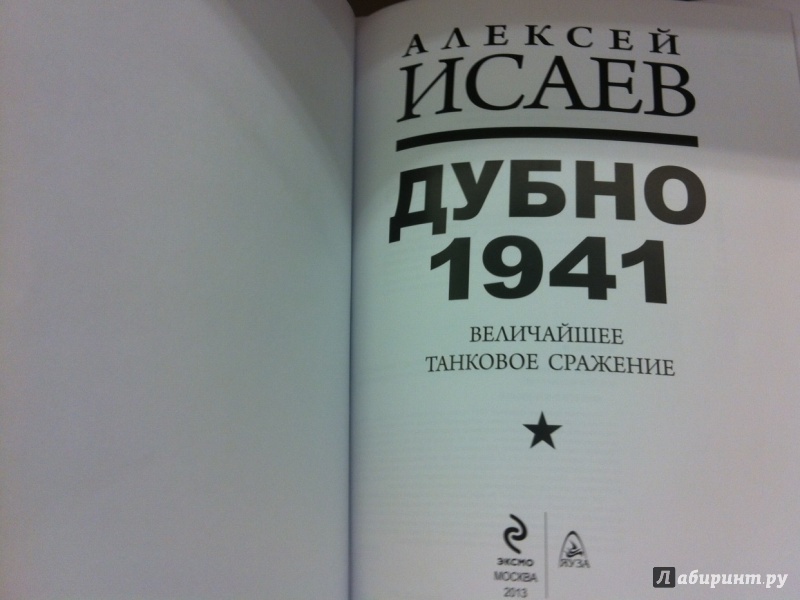 АЛЕКСЕЙ
ИСАЕВ
ДУБНО
1941
ВЕЛИЧАЙШЕЕ
ТАНКОВОЕ СРАЖЕНИЕ
ЭКСМО
МОСКВА
2013
ЯУЗА
Лабиринт.ру